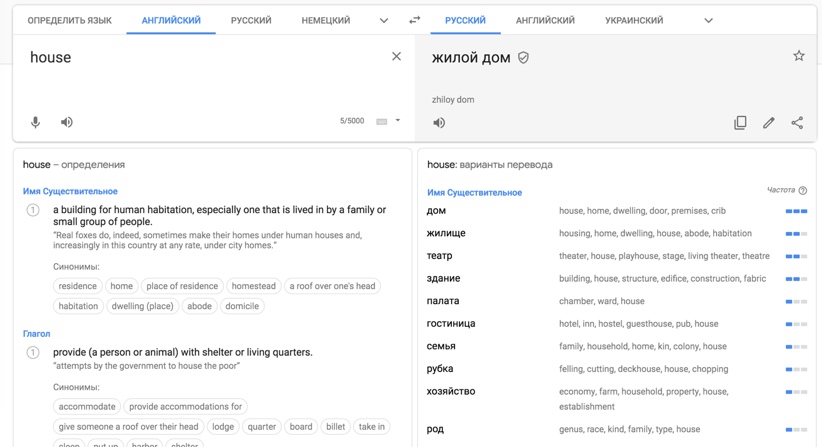 ОПРЕДЕЛИТЬ ЯЗЫК АНГЛИЙСКИЙ РУССКИЙ НЕМЕЦКИЙ
РУССКИЙ АНГЛИЙСКИЙ УКРАИНСКИЙ
house
5/5000
жилой дом
zhiloy dom
house – определения
Имя Существительное
1 a building for human habitation, especially one that is lived in by a family or
small group of people.
"Real foxes do, indeed, sometimes make their homes under human houses and,
increasingly in this country at any rate, under city homes."
Синонимы:
residence home place of residence homestead a roof over one's head
habitation dwelling (place) abode domicile
Глагол
1 provide (a person or animal) with shelter or living quarters.
"attempts by the government to house the poor"
Синонимы:
accommodate provide accommodations for
give someone a roof over their head lodge quarter board billet take in
sleep put up harbor shelter
house: варианты перевода
Имя Существительное Частота
дом house, home, dwelling, door, premises, crib
жилище housing, home, dwelling, house, abode, habitation
театр theater, house, playhouse, stage, living theater, theatre
здание building, house, structure, edifice, construction, fabric
палата chamber, ward, house
гостиница hotel, inn, hostel, guesthouse, pub, house
семья family, household, home, kin, colony, house
рубка felling, cutting, deckhouse, house, chopping
хозяйство economy, farm, household, property, house,
establishment
род genus, race, kind, family, type, house